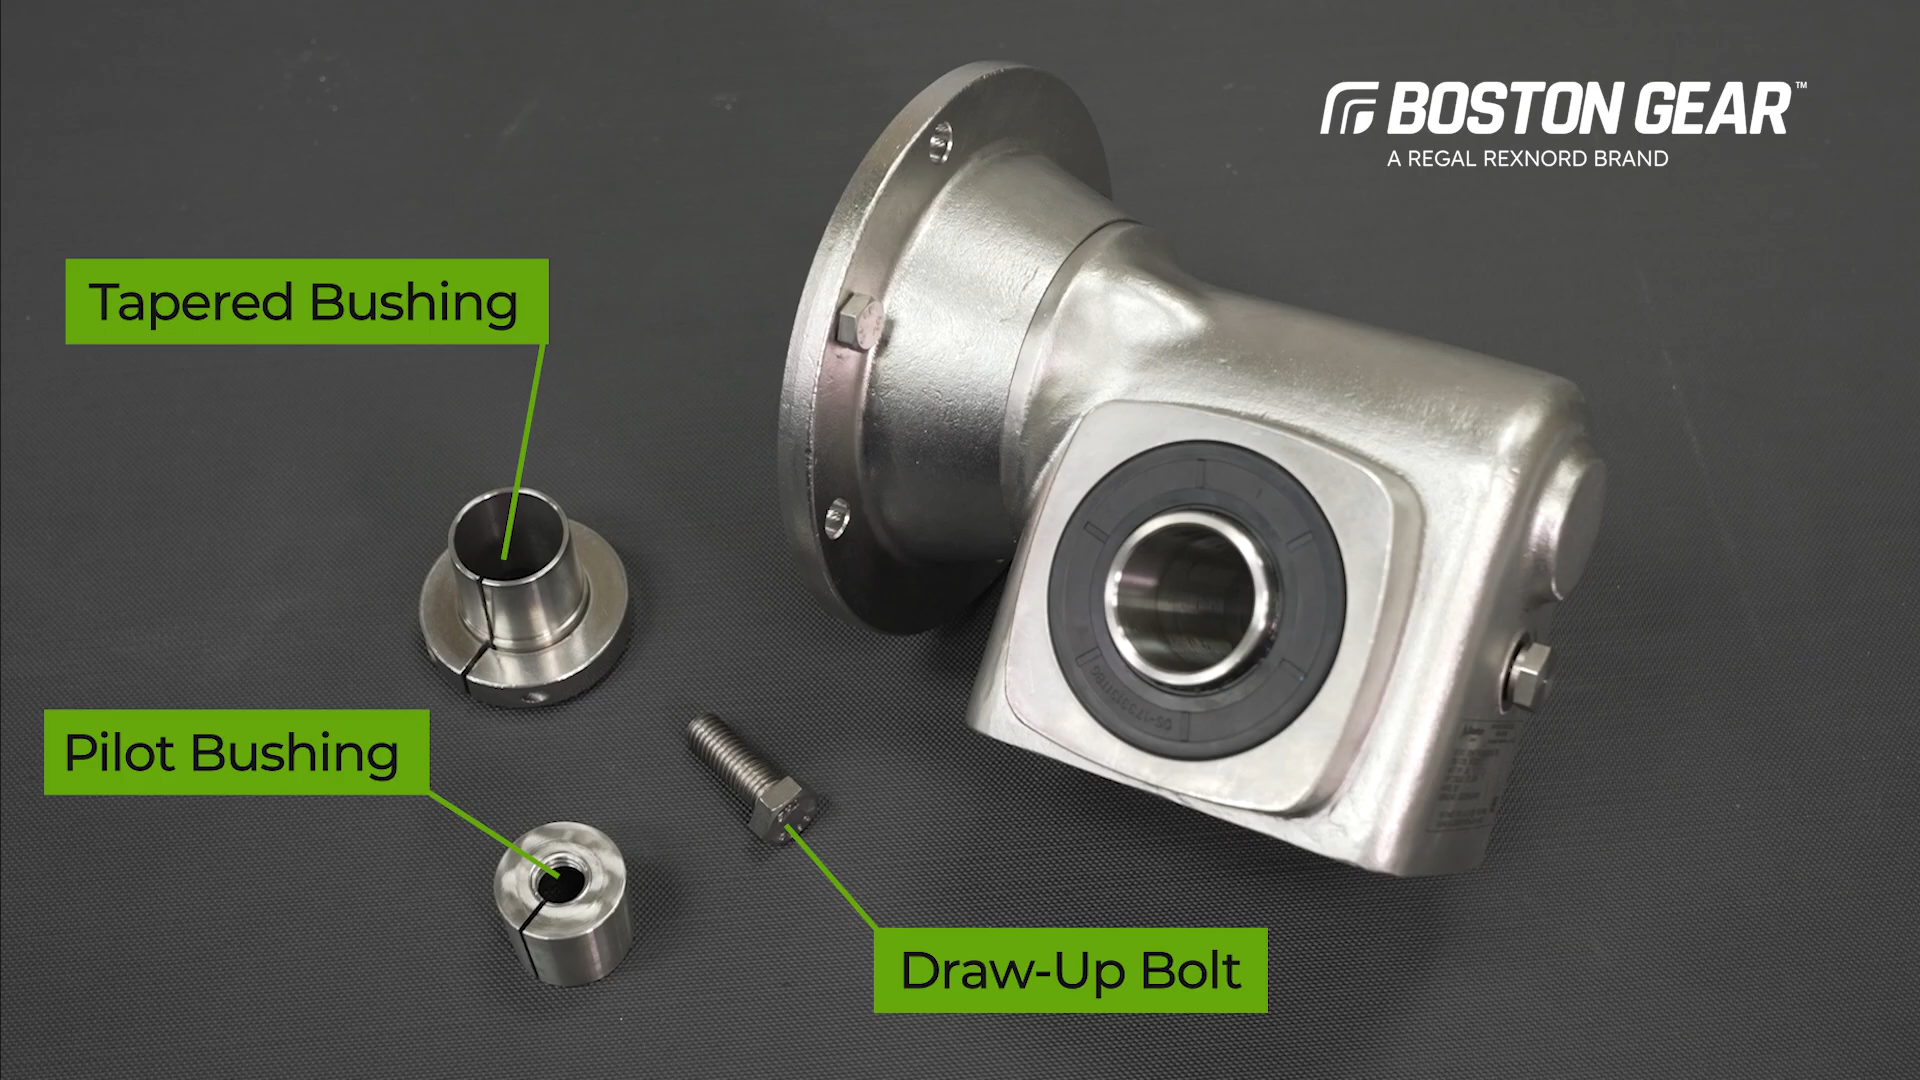 BOSTON GEAR™
A REGAL REXNORD BRAND
Tapered Bushing
Pilot Bushing
Draw-Up Bolt